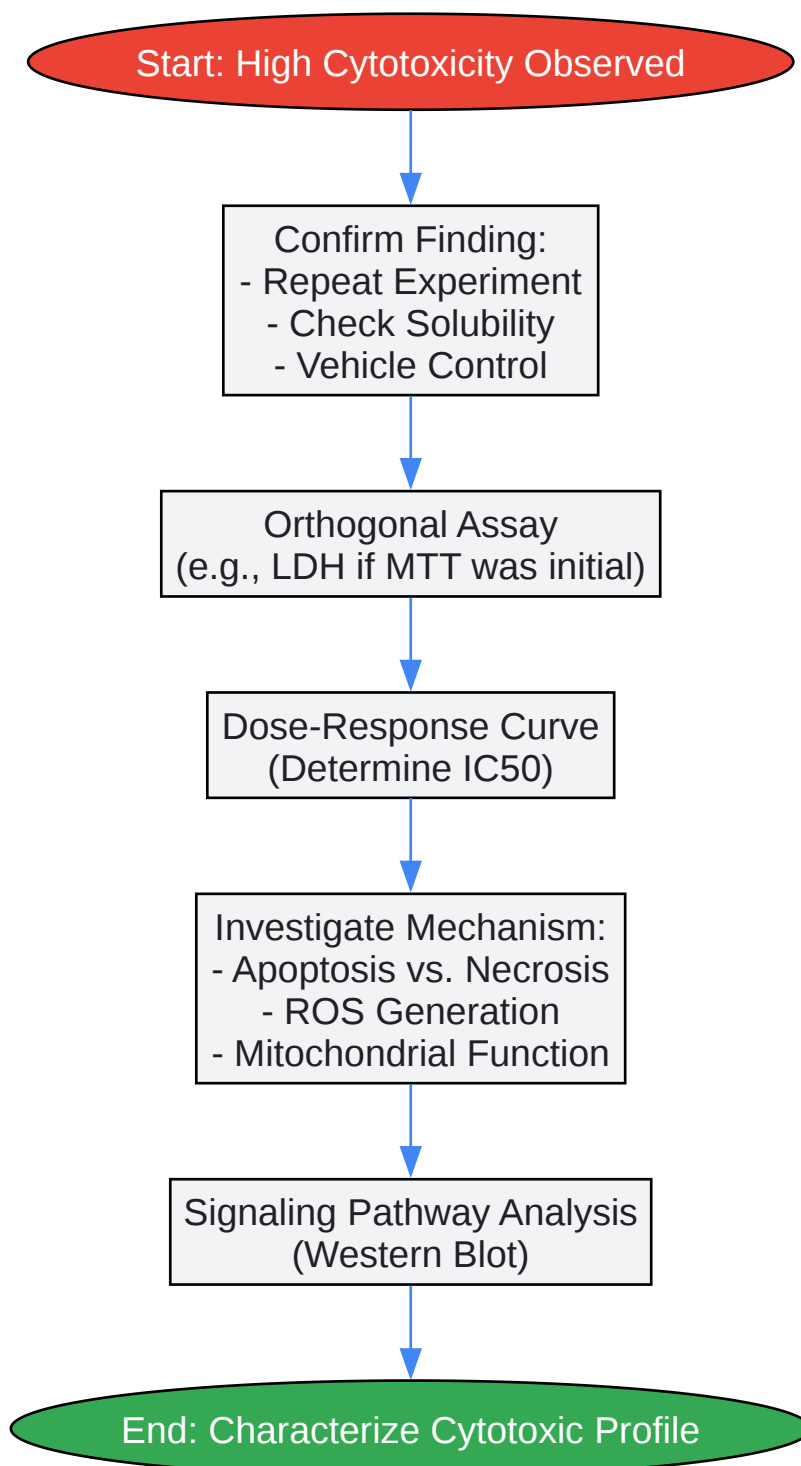 Start: High Cytotoxicity Observed
Confirm Finding:
- Repeat Experiment
- Check Solubility
- Vehicle Control
Orthogonal Assay
(e.g., LDH if MTT was initial)
Dose-Response Curve
(Determine IC50)
Investigate Mechanism:
- Apoptosis vs. Necrosis
- ROS Generation
- Mitochondrial Function
Signaling Pathway Analysis
(Western Blot)
End: Characterize Cytotoxic Profile